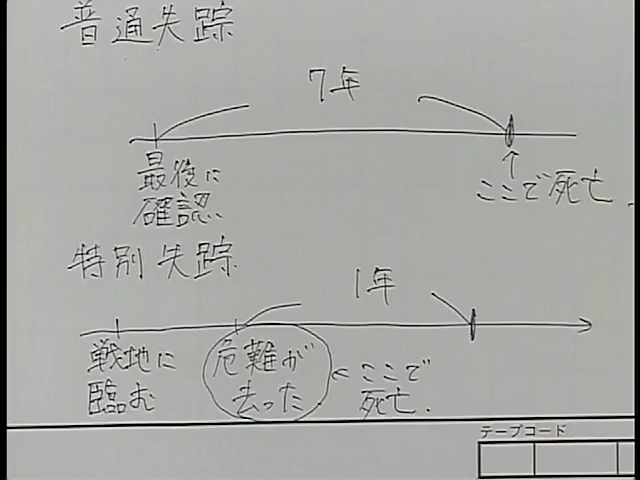 普通失踪
7年
最後に
確認
↑
ここで死亡.
特別失踪
1年
戦地に
臨む
危難が
去った
←ここで
死亡.
テープコード